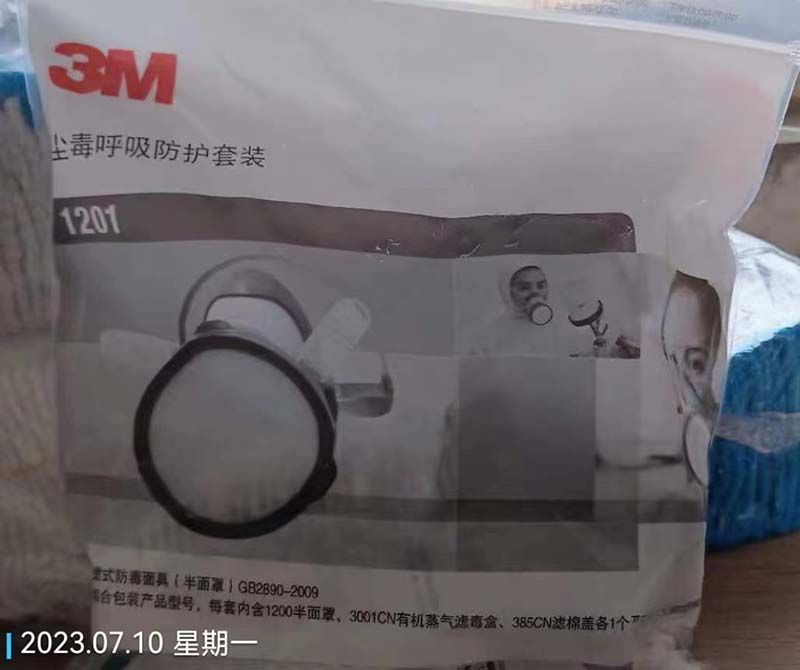 3M
尘毒呼吸防护套装
1201
滤式防毒面具（半面罩）GB2890-2009
合包装产品型号，每套内含1200半面罩、3001CN有机蒸气滤毒盒、385CN滤棉盖各1个
2023.07.10 星期一